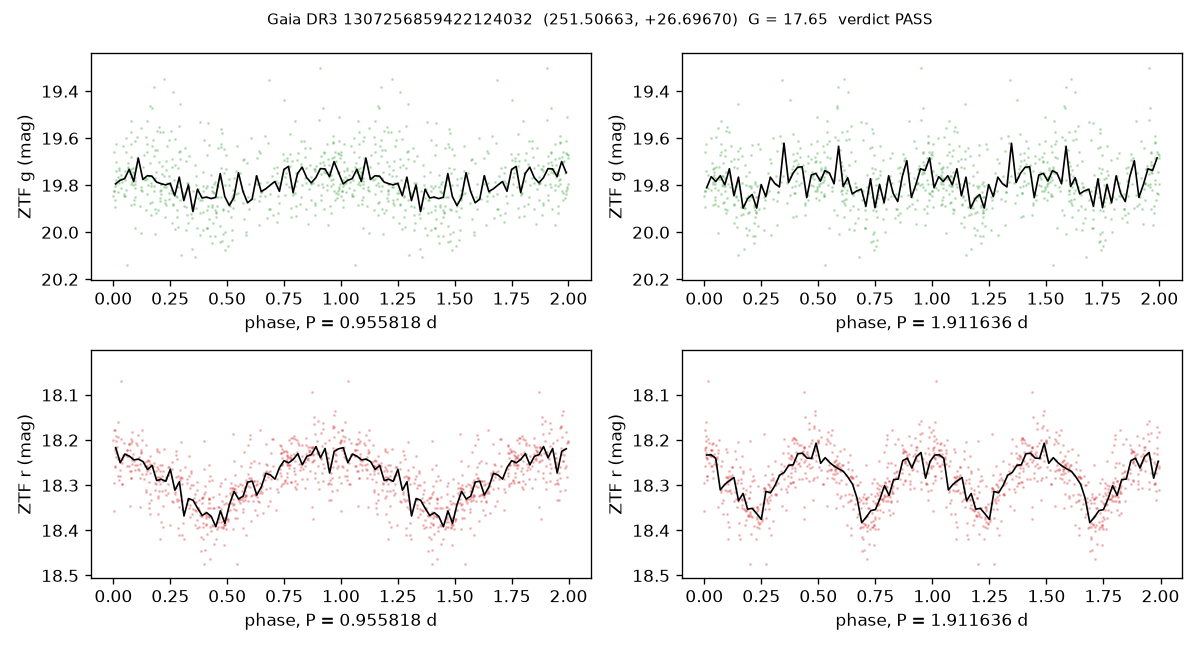 Gaia DR3 1307256859422124032 (251.50663, +26.69670) G = 17.65 verdict PASS
ZTF g (mag)
19.4
19.6
19.8
20.0
20.2
0.00 0.25 0.50 0.75 1.00 1.25 1.50 1.75 2.00
phase, P = 0.955818 d
ZTF g (mag)
19.4
19.6
19.8
20.0
20.2
0.00 0.25 0.50 0.75 1.00 1.25 1.50 1.75 2.00
phase, P = 1.911636 d
ZTF r (mag)
18.1
18.2
18.3
18.4
18.5
0.00 0.25 0.50 0.75 1.00 1.25 1.50 1.75 2.00
phase, P = 0.955818 d
ZTF r (mag)
18.1
18.2
18.3
18.4
18.5
0.00 0.25 0.50 0.75 1.00 1.25 1.50 1.75 2.00
phase, P = 1.911636 d